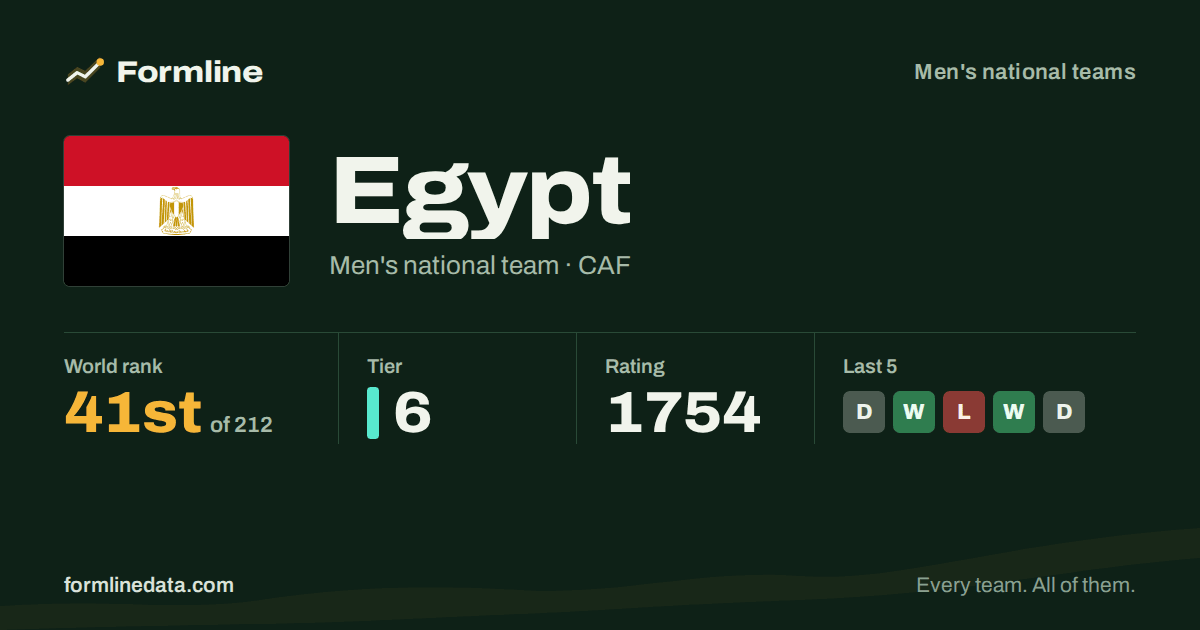 Formline
Men's national teams
Egypt
Men's national team · CAF
World rank
41st of 212
Tier
6
Rating
1754
Last 5
D W L W D
formlinedata.com
Every team. All of them.